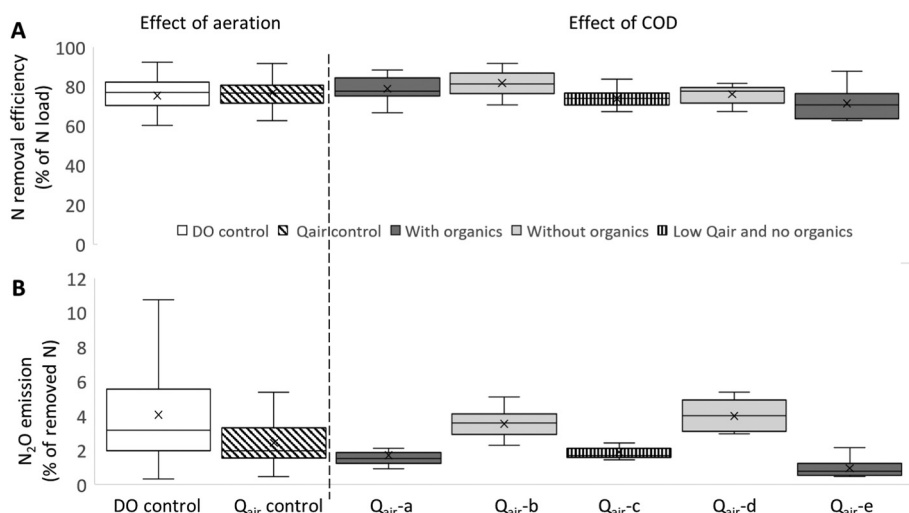 Effect of aeration
Effect of COD
A
N removal efficiency
(% of N load)
100
80
60
40
20
0
DO control
Qair control
With organics
Without organics
Low Qair and no organics
B
N₂O emission
(% of removed N)
12
10
8
6
4
2
0
DO control
Qair control
Qair-a
Qair-b
Qair-c
Qair-d
Qair-e